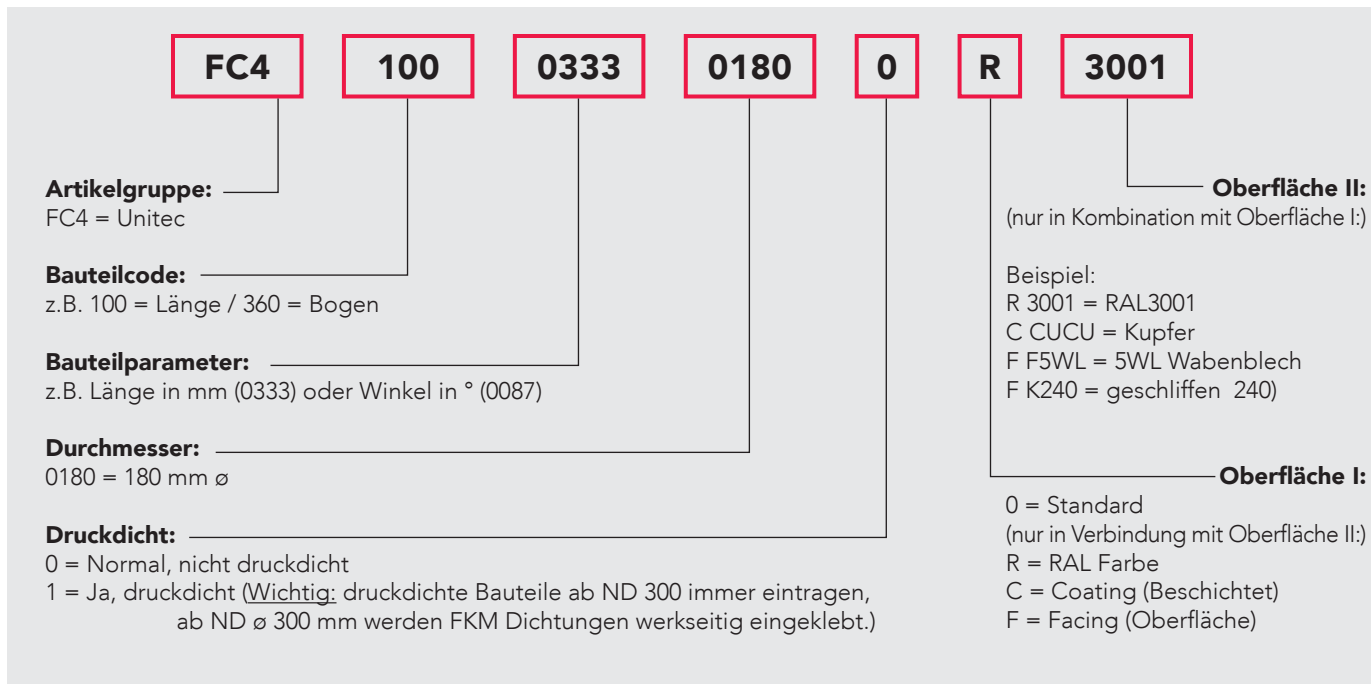 FC4 100 0333 0180 0 R 3001
Artikelgruppe:
FC4 = Unitec
Bauteilcode:
z.B. 100 = Länge / 360 = Bogen
Bauteilparameter:
z.B. Länge in mm (0333) oder Winkel in ° (0087)
Durchmesser:
0180 = 180 mm ø
Druckdicht:
0 = Normal, nicht druckdicht
1 = Ja, druckdicht (Wichtig: druckdichte Bauteile ab ND 300 immer eintragen,
ab ND ø 300 mm werden FKM Dichtungen werkseitig eingeklebt.)
Oberfläche II:
(nur in Kombination mit Oberfläche I:)
Beispiel:
R 3001 = RAL3001
C CUCU = Kupfer
F F5WL = 5WL Wabenblech
F K240 = geschliffen 240)
Oberfläche I:
0 = Standard
(nur in Verbindung mit Oberfläche II:)
R = RAL Farbe
C = Coating (Beschichtet)
F = Facing (Oberfläche)